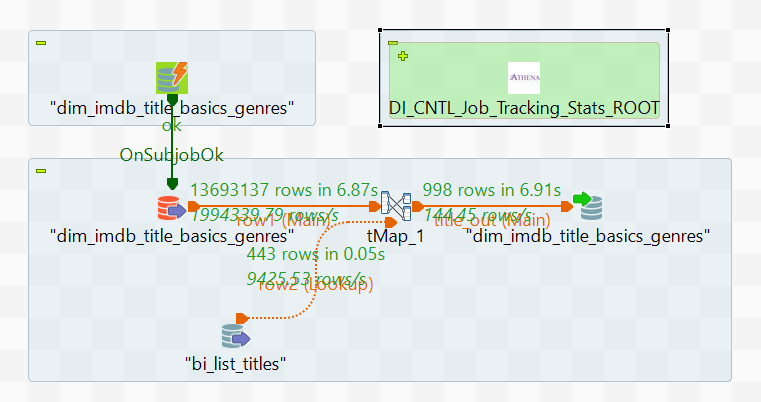 "dim_imdb_title_basics_genres"
ok
OnSubjobOk
ATHENA
DI_CNTL_Job_Tracking_Stats_ROOT
13693137 rows in 6.87s
1994339.79 rows/s
row1 (Main)
998 rows in 6.91s
144.45 rows/s
title_out (Main)
"dim_imdb_title_basics_genres"
tMap_1
"dim_imdb_title_basics_genres"
443 rows in 0.05s
9425.53 rows/s
row2 (Lookup)
"bi_list_titles"